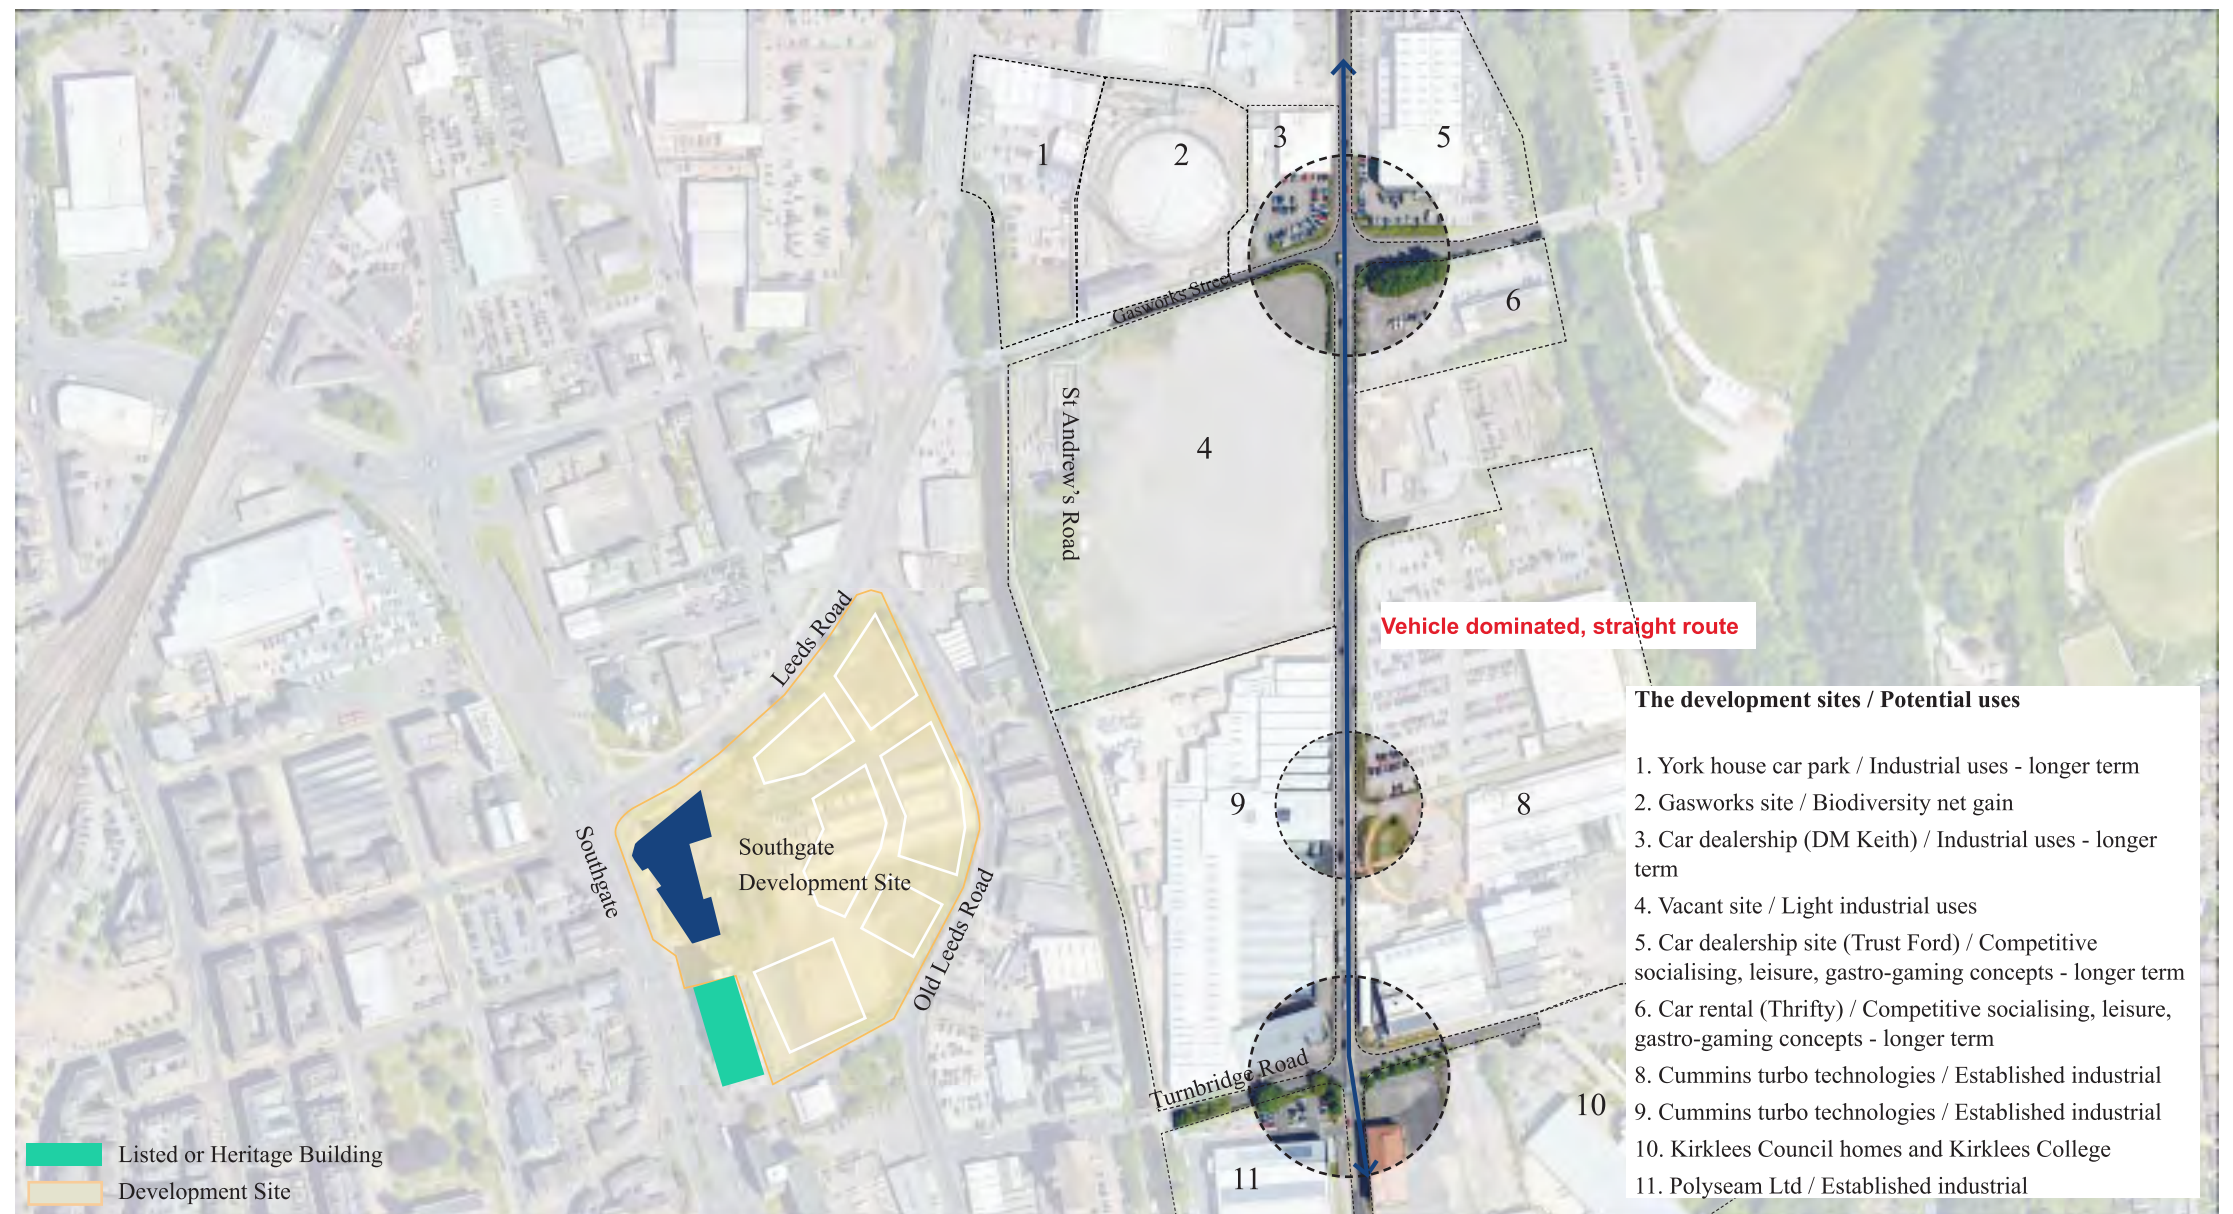 1
2
3
5
Gasworks Street
6
St Andrew's Road
4
Vehicle dominated, straight route
Leeds Road
Southgate
Southgate
Development Site
Old Leeds Road
9
8
Turnbridge Road
10
11
Listed or Heritage Building
Development Site
The development sites / Potential uses
1. York house car park / Industrial uses - longer term
2. Gasworks site / Biodiversity net gain
3. Car dealership (DM Keith) / Industrial uses - longer
term
4. Vacant site / Light industrial uses
5. Car dealership site (Trust Ford) / Competitive
socialising, leisure, gastro-gaming concepts - longer term
6. Car rental (Thrifty) / Competitive socialising, leisure,
gastro-gaming concepts - longer term
8. Cummins turbo technologies / Established industrial
9. Cummins turbo technologies / Established industrial
10. Kirklees Council homes and Kirklees College
11. Polyseam Ltd / Established industrial